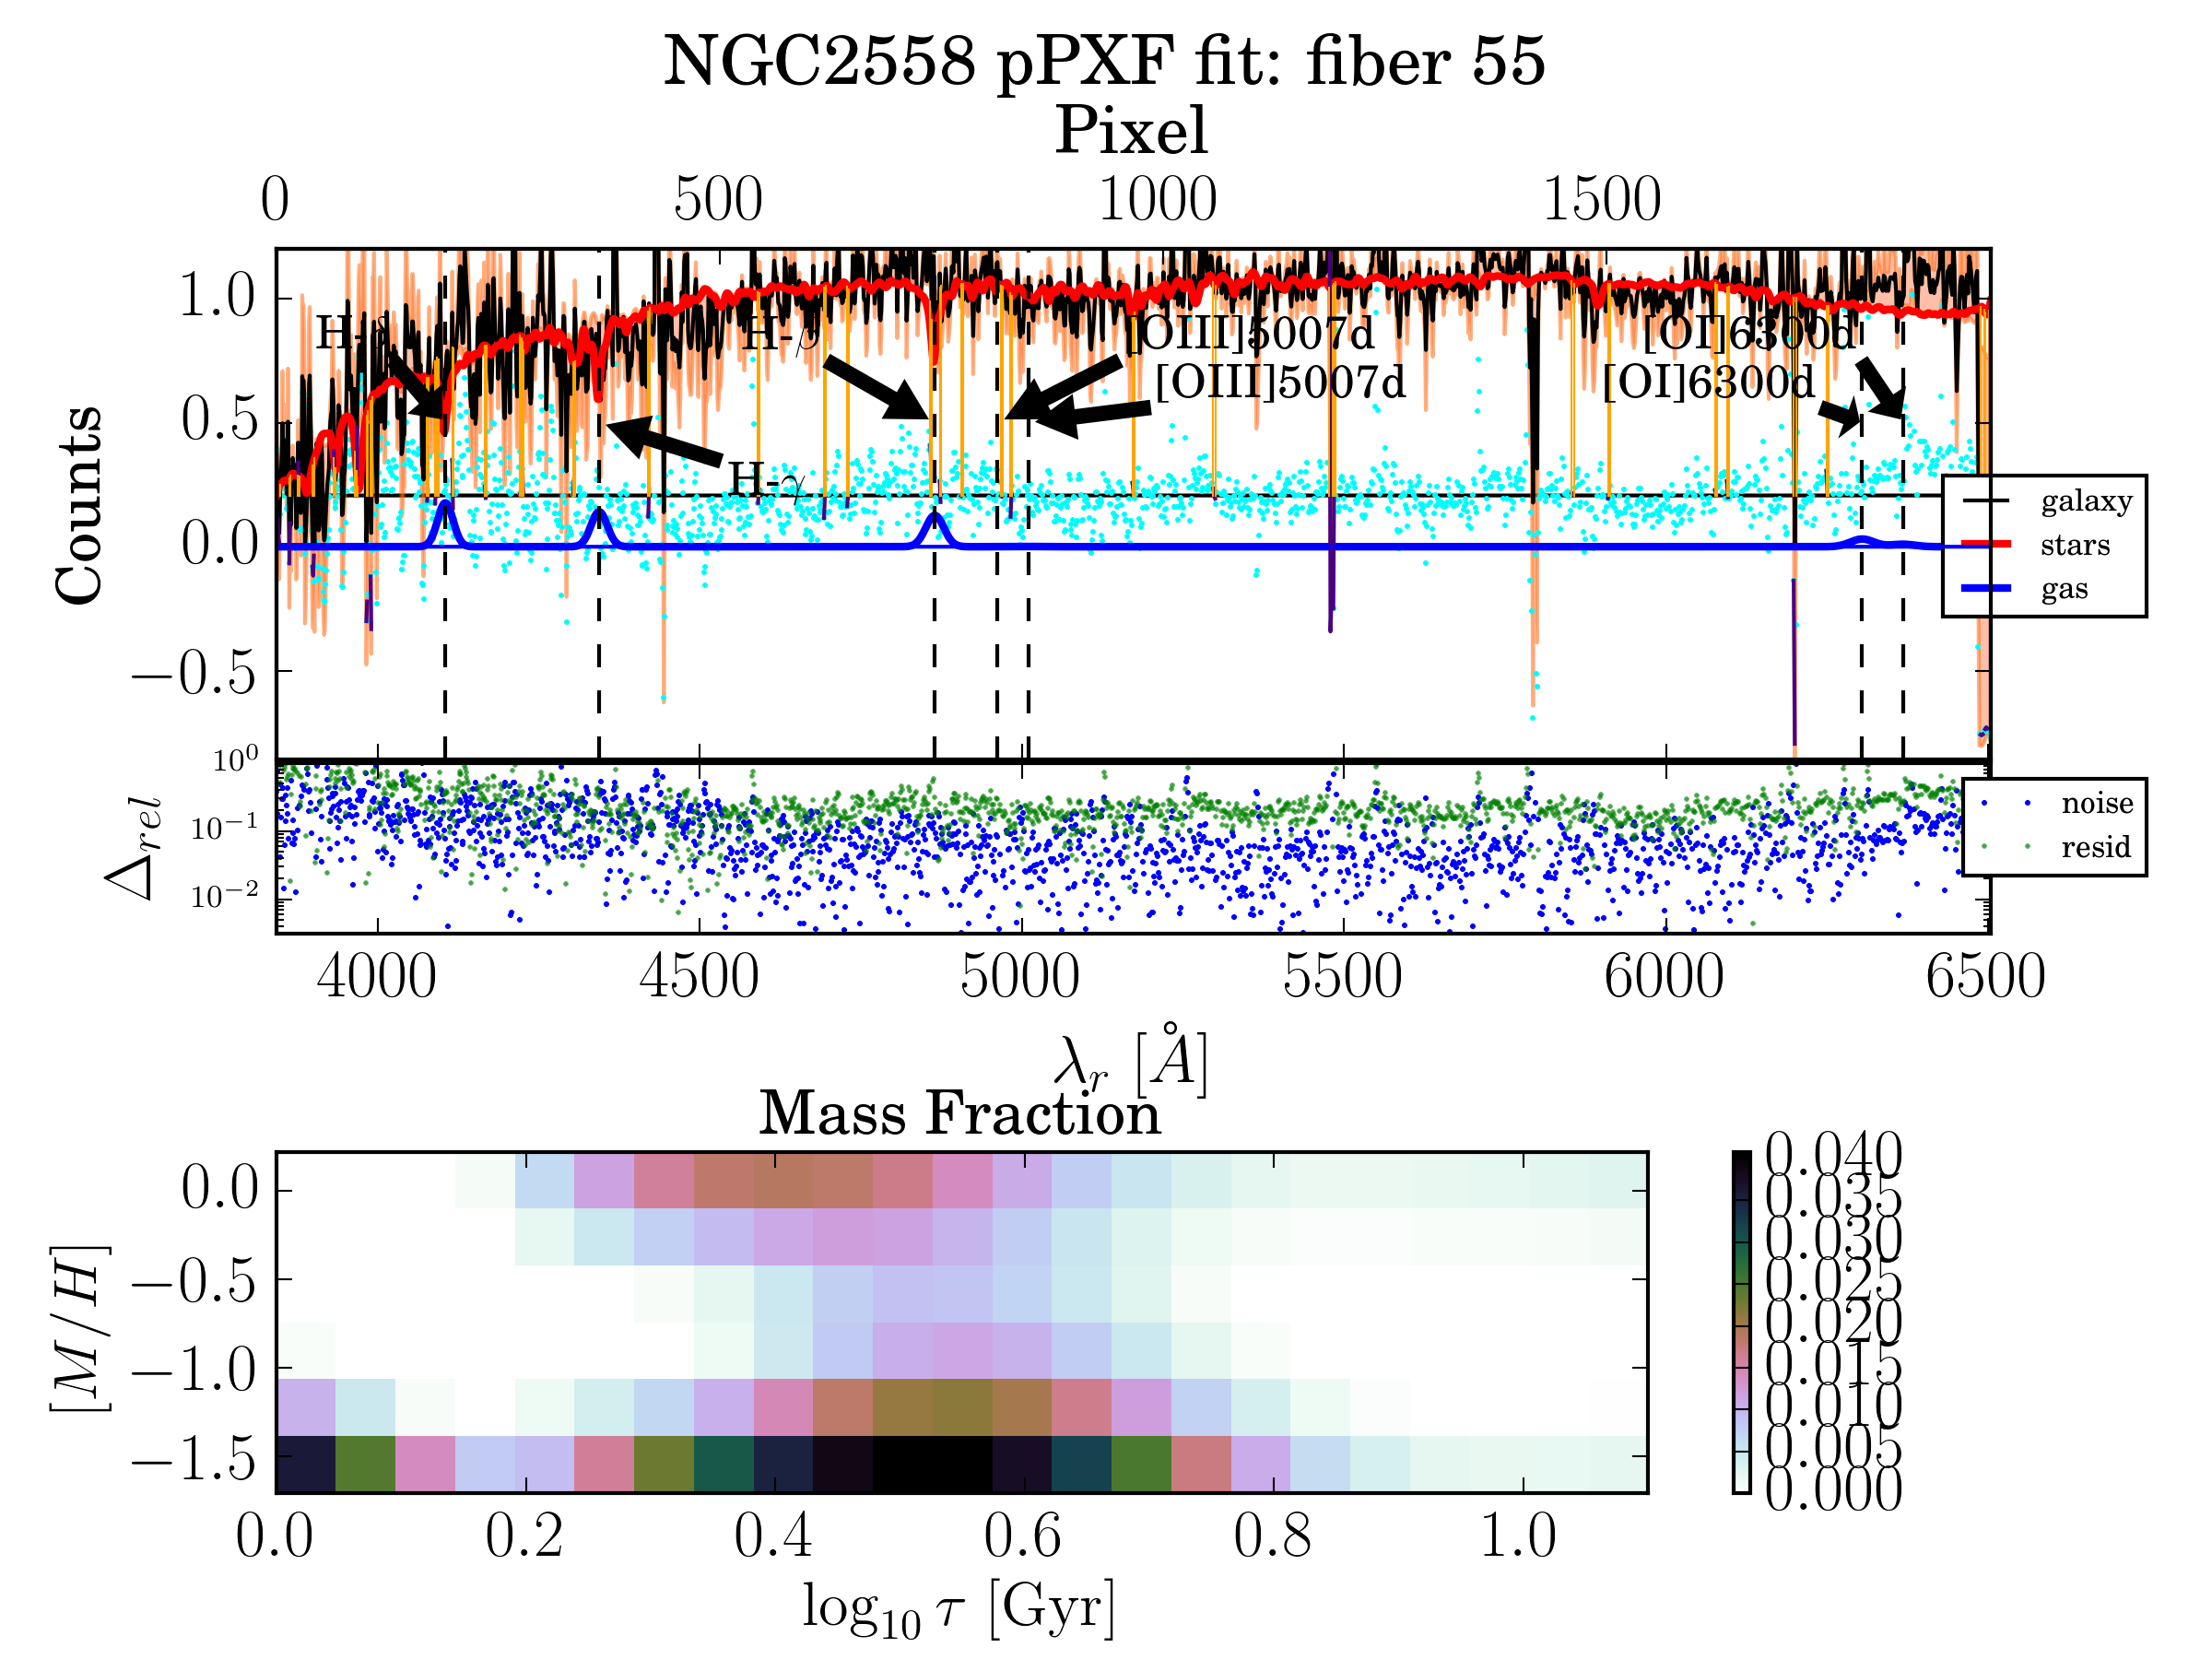 NGC2558 pPXF fit: fiber 55
Pixel
0 500 1000 1500
Counts
1.0
0.5
0.0
−0.5
H-δ
H-β
[OIII]5007d
[OI]6300d
[OIII]5007d
[OI]6300d
H-γ
galaxy
stars
gas
Δrel
10⁰
10⁻¹
10⁻²
noise
resid
4000 4500 5000 5500 6000 6500
λr [Å]
Mass Fraction
[M/H]
0.0
−0.5
−1.0
−1.5
0.0 0.2 0.4 0.6 0.8 1.0
log₁₀ τ [Gyr]
0.040
0.035
0.030
0.025
0.020
0.015
0.010
0.005
0.000